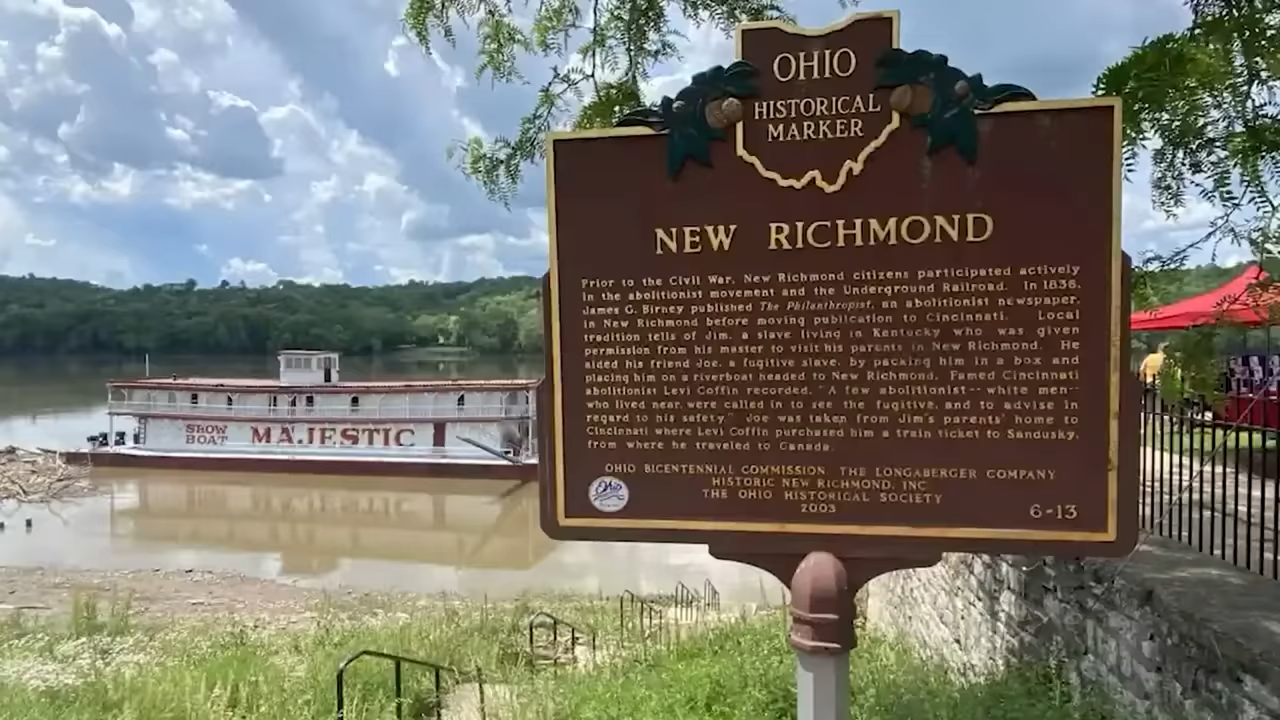 OHIO
HISTORICAL
MARKER
NEW RICHMOND
Prior to the Civil War, New Richmond citizens participated actively
in the abolitionist movement and the Underground Railroad. In 1836,
James G. Birney published The Philanthropist, an abolitionist newspaper,
in New Richmond before moving publication to Cincinnati. Local
tradition tells of Jim, a slave living in Kentucky who was given
permission from his master to visit his parents in New Richmond. He
aided his friend Joe, a fugitive slave, by packing him in a box and
placing him on a riverboat headed to New Richmond. Famed Cincinnati
abolitionist Levi Coffin recorded, "A few abolitionist--white men--
who lived near, were called in to see the fugitive, and to advise in
regard to his safety." Joe was taken from Jim's parents' home to
Cincinnati where Levi Coffin purchased him a train ticket to Sandusky,
from where he traveled to Canada.
OHIO BICENTENNIAL COMMISSION, THE LONGABERGER COMPANY
HISTORIC NEW RICHMOND, INC.
THE OHIO HISTORICAL SOCIETY
2003
6-13
Ohio
SHOW
BOAT
MAJESTIC